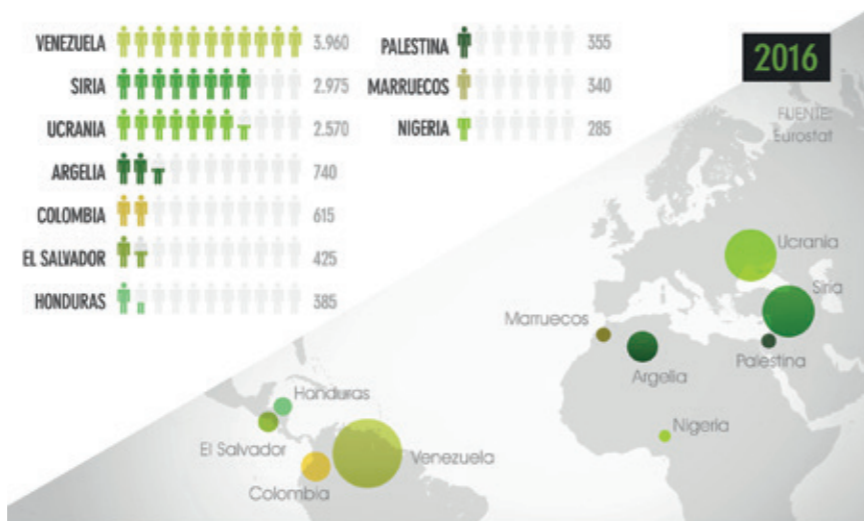 VENEZUELA 3.960
SIRIA 2.975
UCRANIA 2.570
ARGELIA 740
COLOMBIA 615
EL SALVADOR 425
HONDURAS 385
PALESTINA 355
MARRUECOS 340
NIGERIA 285
2016
FUENTE:
Eurostat
Ucrania
Siria
Marruecos
Argelia
Palestina
Honduras
Nigeria
El Salvador
Venezuela
Colombia